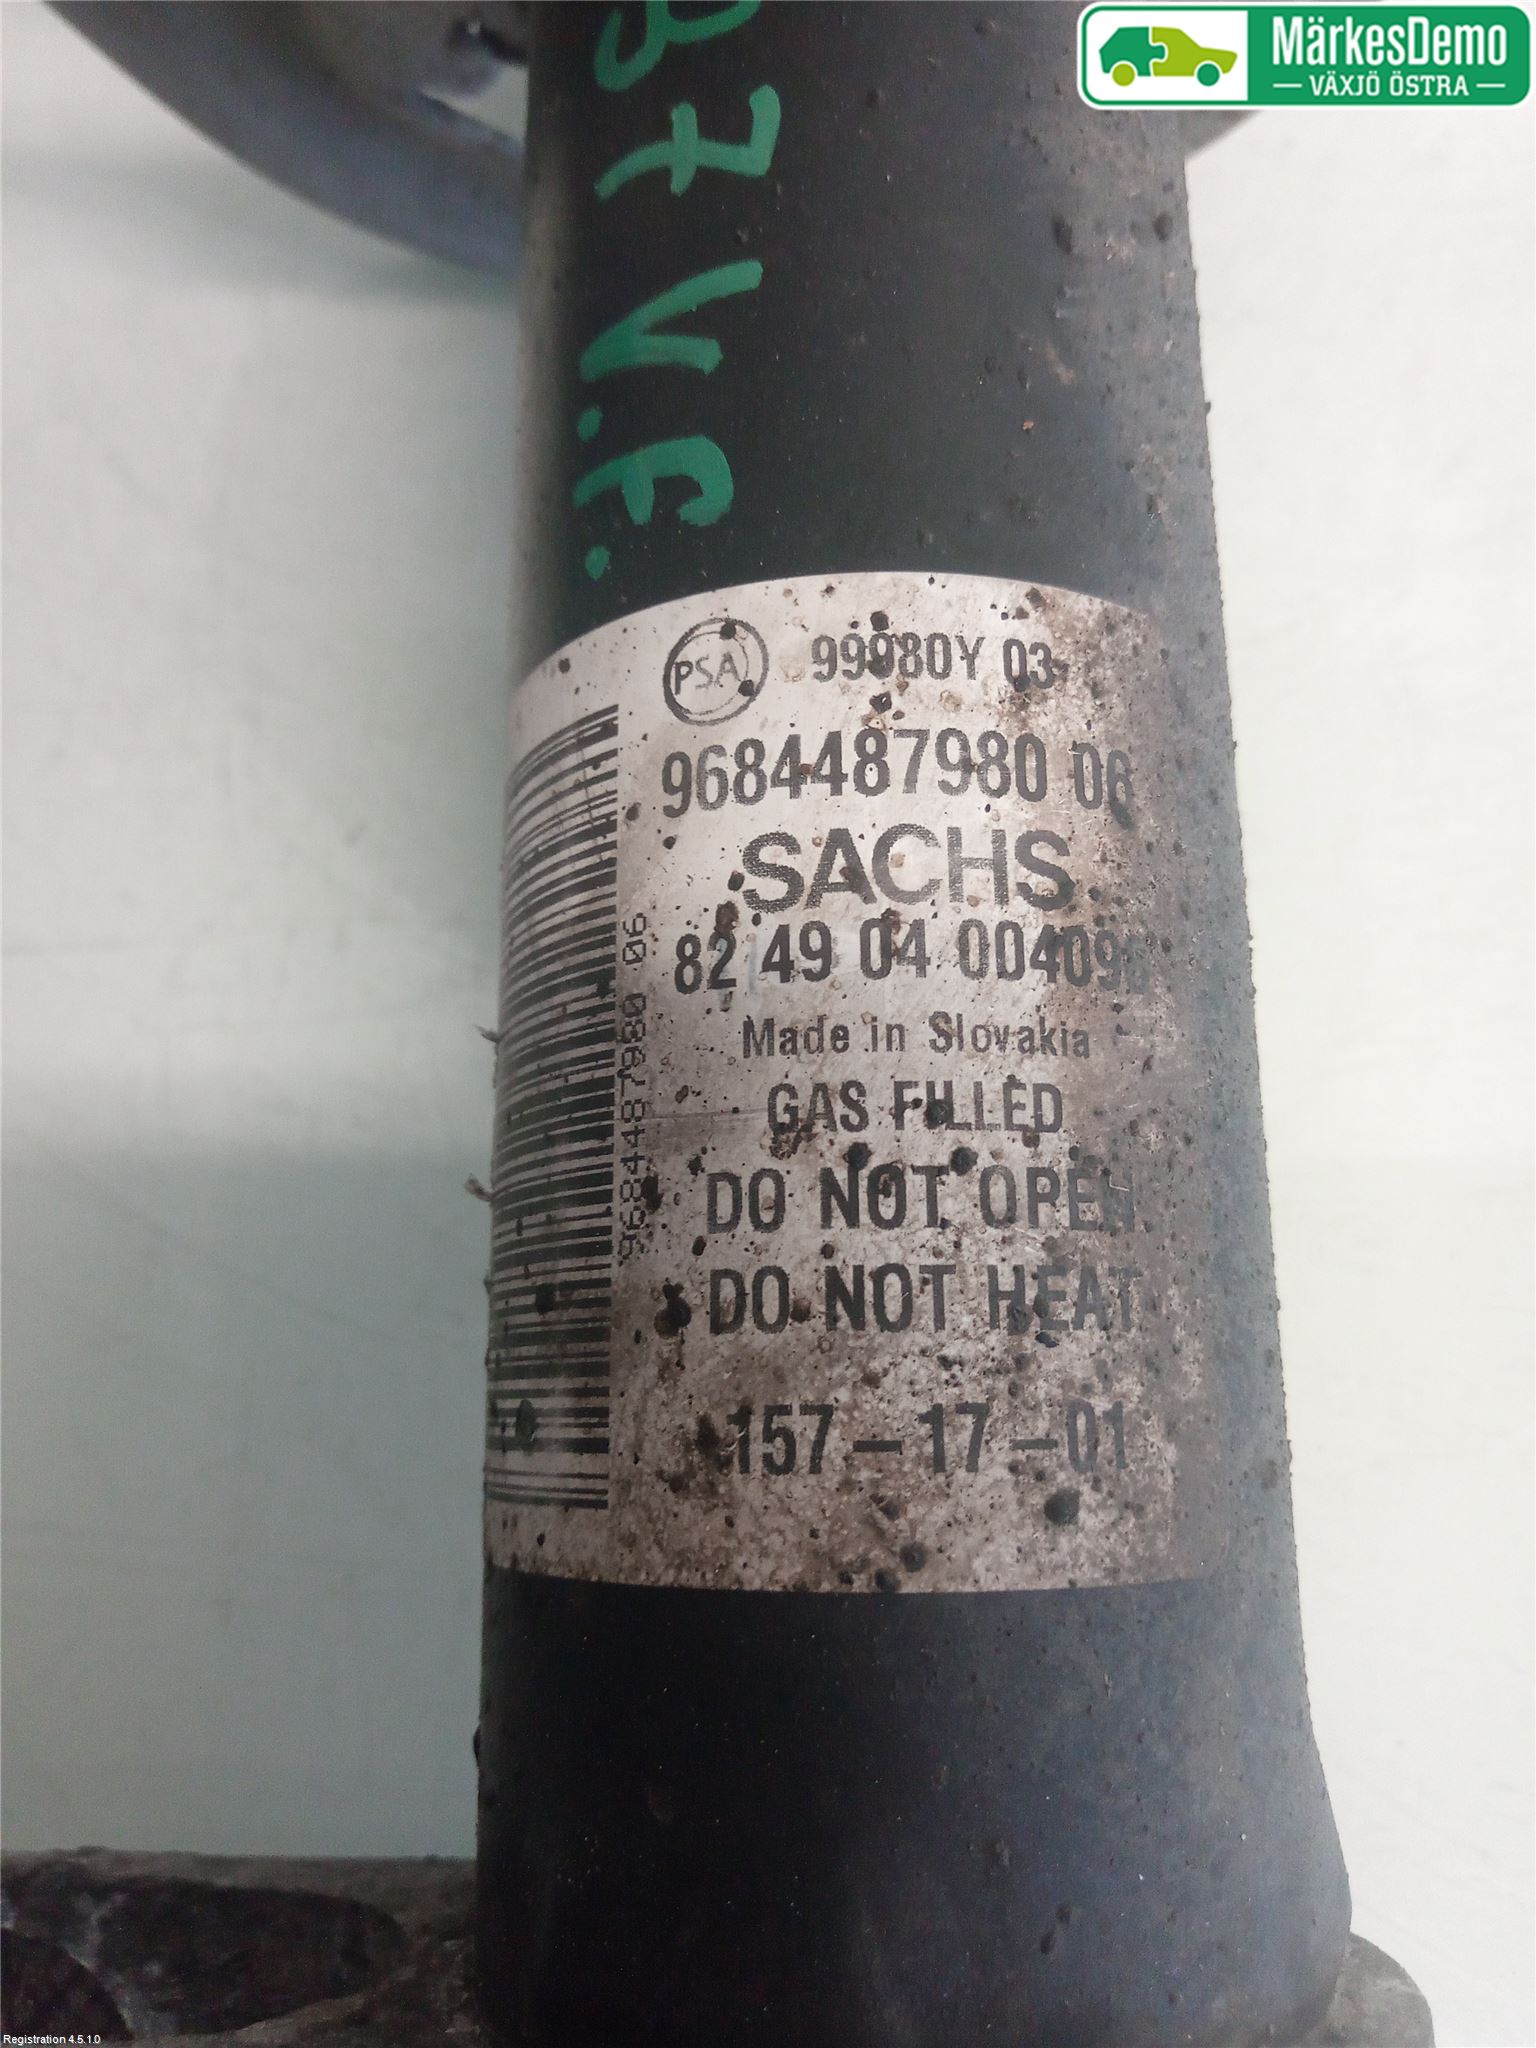 MärkesDemo
VÄXJÖ ÖSTRA
7 V.F.
PSA 99980Y 03
9684487980 06
SACHS
82 49 04
Made in Slovakia
GAS FILLED
DO NOT OPEN
DO NOT HEAT
157-17-01
9684487980 06
Registration 4.5.1.0